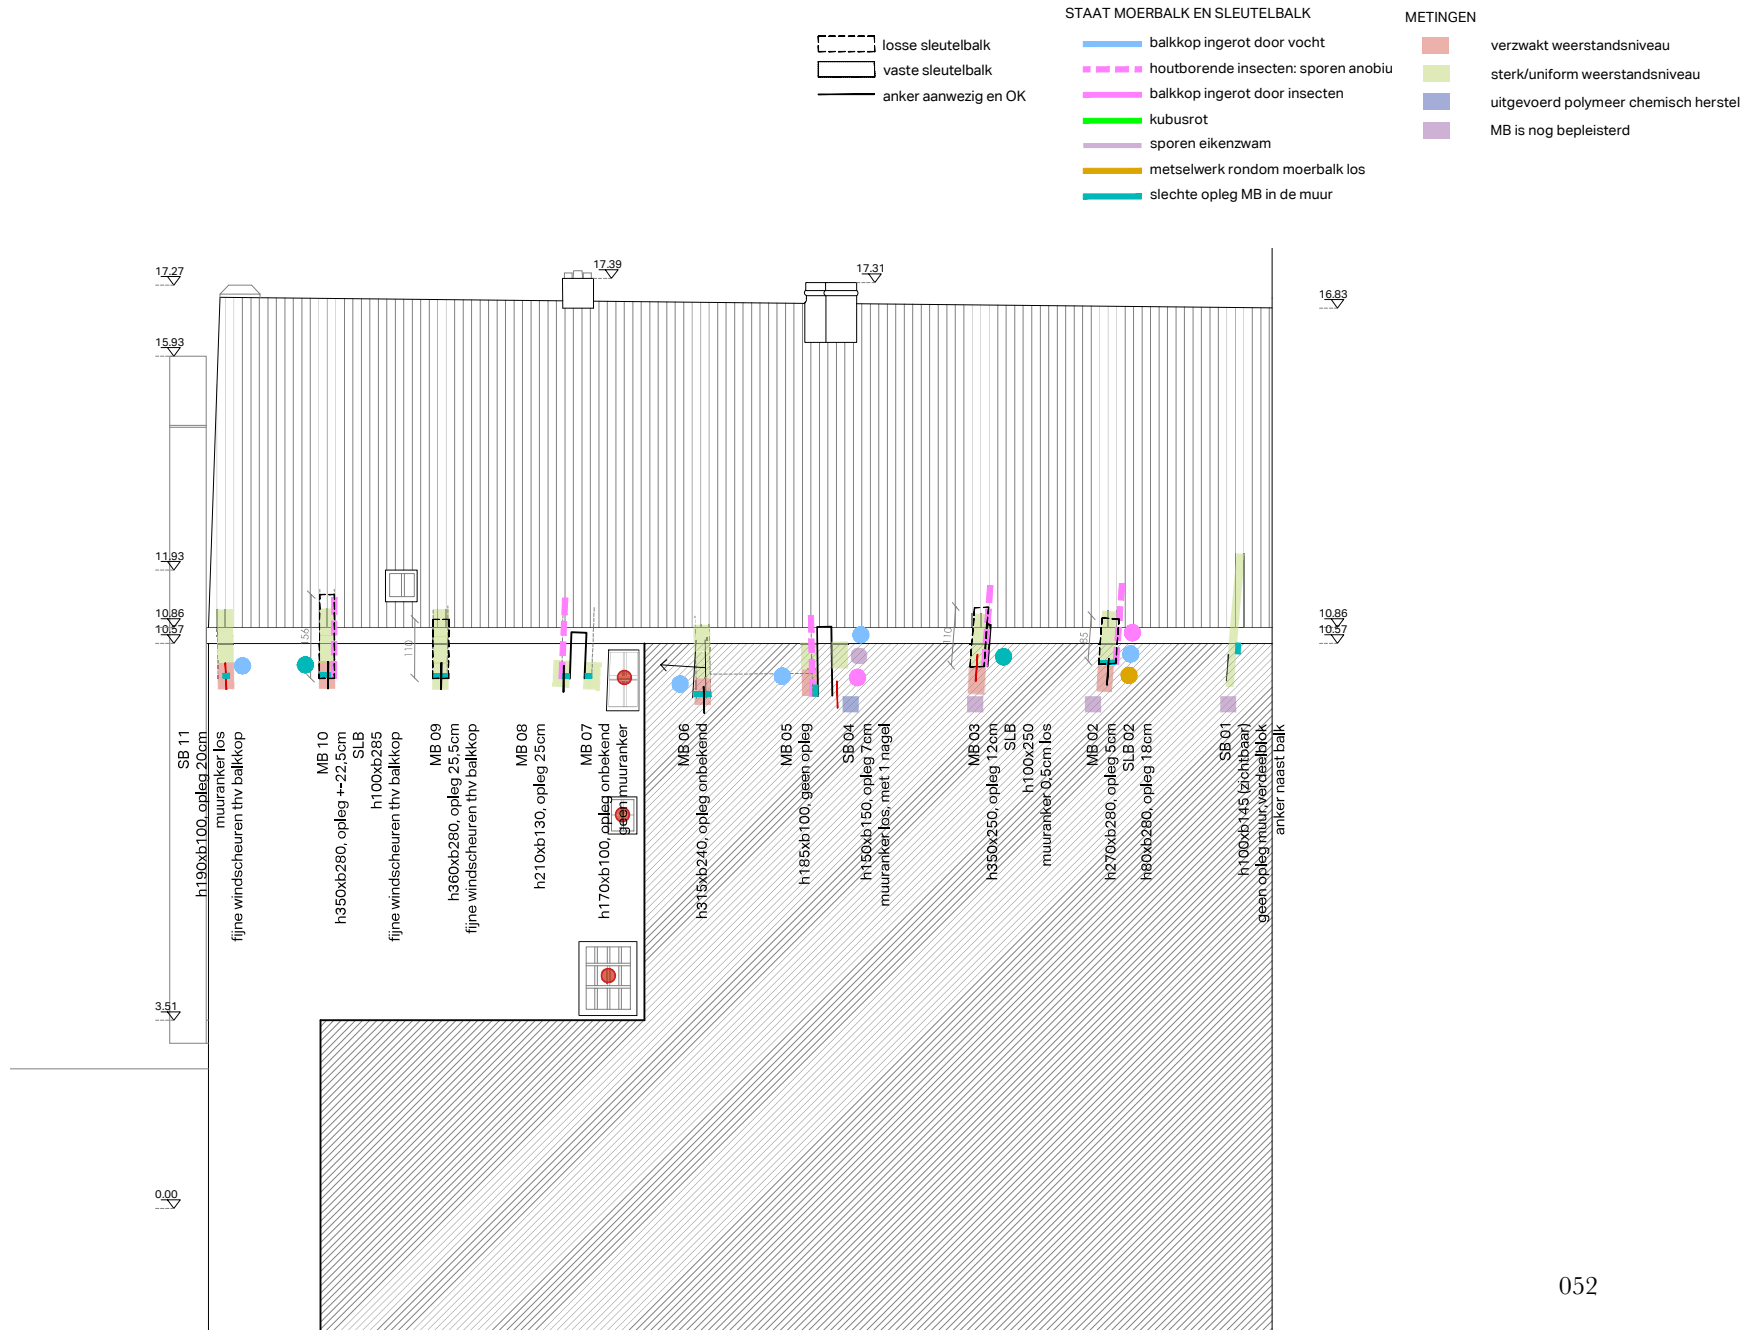 STAAT MOERBALK EN SLEUTELBALK
METINGEN
losse sleutelbalk
vaste sleutelbalk
anker aanwezig en OK
balkkop ingerot door vocht
houtborende insecten: sporen anobiu
balkkop ingerot door insecten
kubusrot
sporen eikenzwam
metselwerk rondom moerbalk los
slechte opleg MB in de muur
verzwakt weerstandsniveau
sterk/uniform weerstandsniveau
uitgevoerd polymeer chemisch herstel
MB is nog bepleisterd
17.27
17.39
17.31
16.83
15.93
11.93
10.86
10.57
10.86
10.57
156
110
110
85
SB 11
h190xb100, opleg 20cm
muuranker los
fijne windscheuren thv balkkop
MB 10
h350xb280, opleg +-22,5cm
SLB
h100xb285
fijne windscheuren thv balkkop
MB 09
h360xb280, opleg 25,5cm
fijne windscheuren thv balkkop
MB 08
h210xb130, opleg 25cm
MB 07
h170xb100, opleg onbekend
geen muuranker
MB 06
h315xb240, opleg onbekend
MB 05
h185xb100, geen opleg
SB 04
h150xb150, opleg 7cm
muuranker los, met 1 nagel
MB 03
h350x250, opleg 12cm
SLB
h100x250
muuranker 0,5cm los
MB 02
h270xb280, opleg 5cm
SLB 02
h80xb280, opleg 18cm
SB 01
h100xb145 (zichtbaar)
geen opleg muur,verdeelblok
anker naast balk
3.51
0.00
052